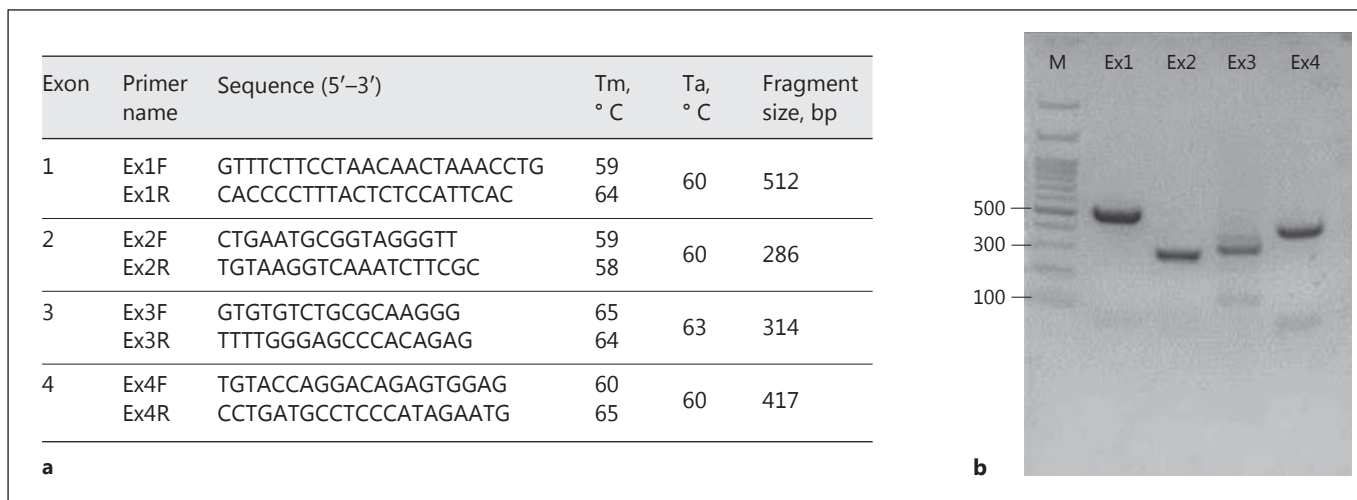 Exon Primer name Sequence (5′–3′) Tm, ° C Ta, ° C Fragment size, bp
1 Ex1F GTTTCTTCCTAACAACTAAACCTG 59 60 512
Ex1R CACCCCTTTACTCTCCATTCAC 64
2 Ex2F CTGAATGCGGTAGGGTT 59 60 286
Ex2R TGTAAGGTCAAATCTTCGC 58
3 Ex3F GTGTGTCTGCGCAAGGG 65 63 314
Ex3R TTTTGGGAGCCCACAGAG 64
4 Ex4F TGTACCAGGACAGAGTGGAG 60 60 417
Ex4R CCTGATGCCTCCCATAGAATG 65
a
M Ex1 Ex2 Ex3 Ex4
500
300
100
b